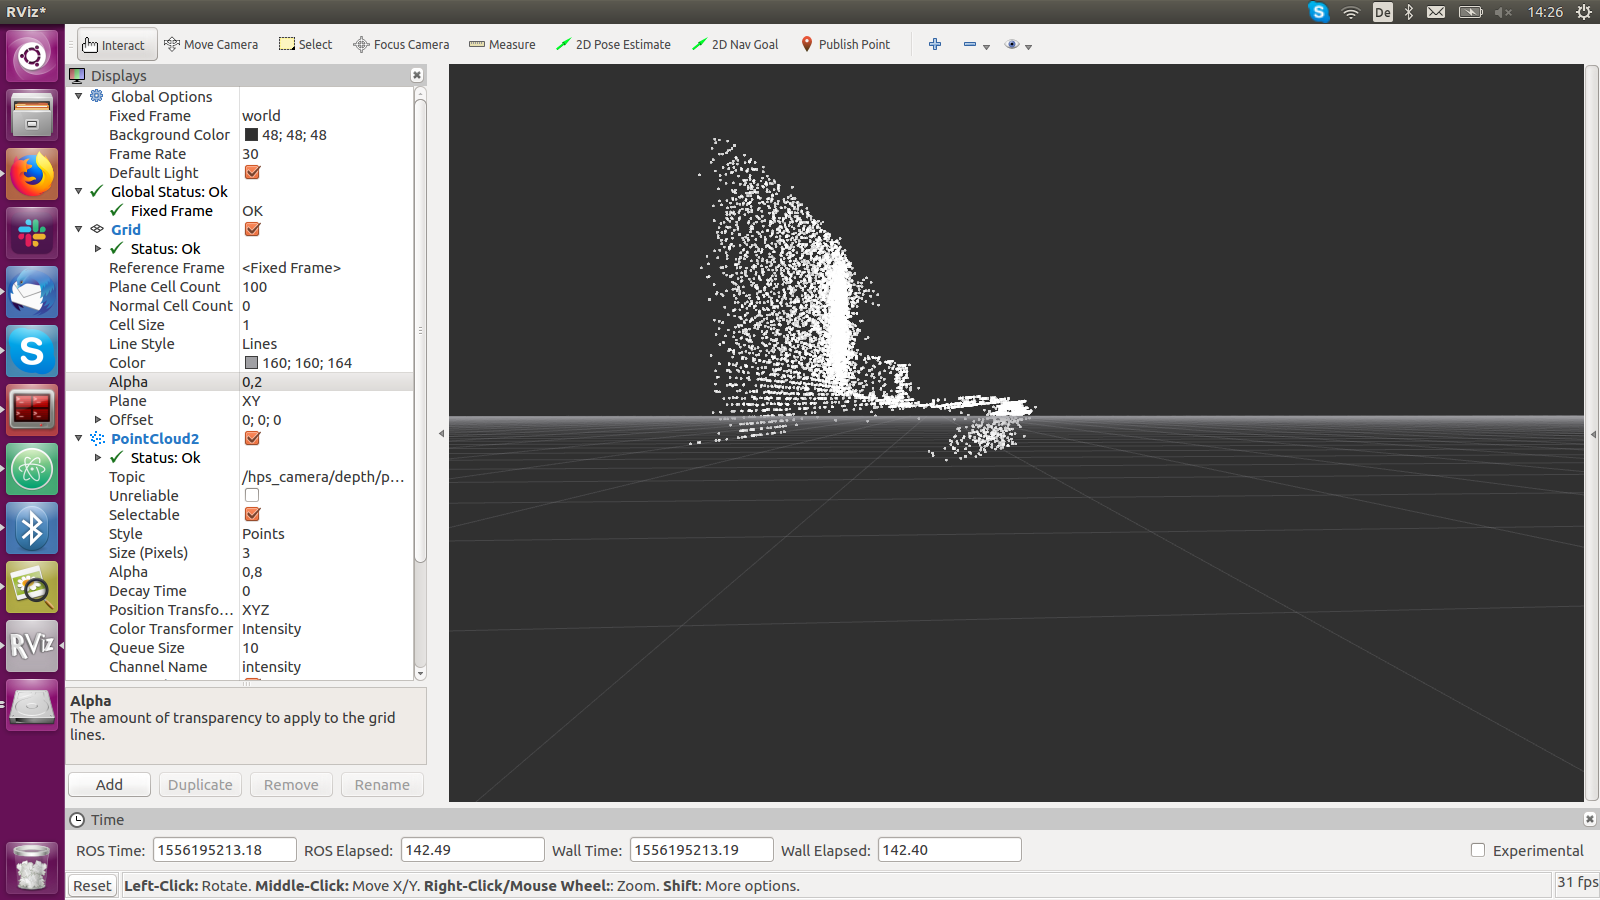 RViz*
De
14:26
Interact
Move Camera
Select
Focus Camera
Measure
2D Pose Estimate
2D Nav Goal
Publish Point
Displays
Global Options
Fixed Frame world
Background Color 48; 48; 48
Frame Rate 30
Default Light
Global Status: Ok
Fixed Frame OK
Grid
Status: Ok
Reference Frame <Fixed Frame>
Plane Cell Count 100
Normal Cell Count 0
Cell Size 1
Line Style Lines
Color 160; 160; 164
Alpha 0,2
Plane XY
Offset 0; 0; 0
PointCloud2
Status: Ok
Topic /hps_camera/depth/p...
Unreliable
Selectable
Style Points
Size (Pixels) 3
Alpha 0,8
Decay Time 0
Position Transfo... XYZ
Color Transformer Intensity
Queue Size 10
Channel Name intensity
RViz
Alpha
The amount of transparency to apply to the grid
lines.
Add
Duplicate
Remove
Rename
Time
ROS Time: 1556195213.18 ROS Elapsed: 142.49 Wall Time: 1556195213.19 Wall Elapsed: 142.40 Experimental
Reset Left-Click: Rotate. Middle-Click: Move X/Y. Right-Click/Mouse Wheel:: Zoom. Shift: More options. 31 fps